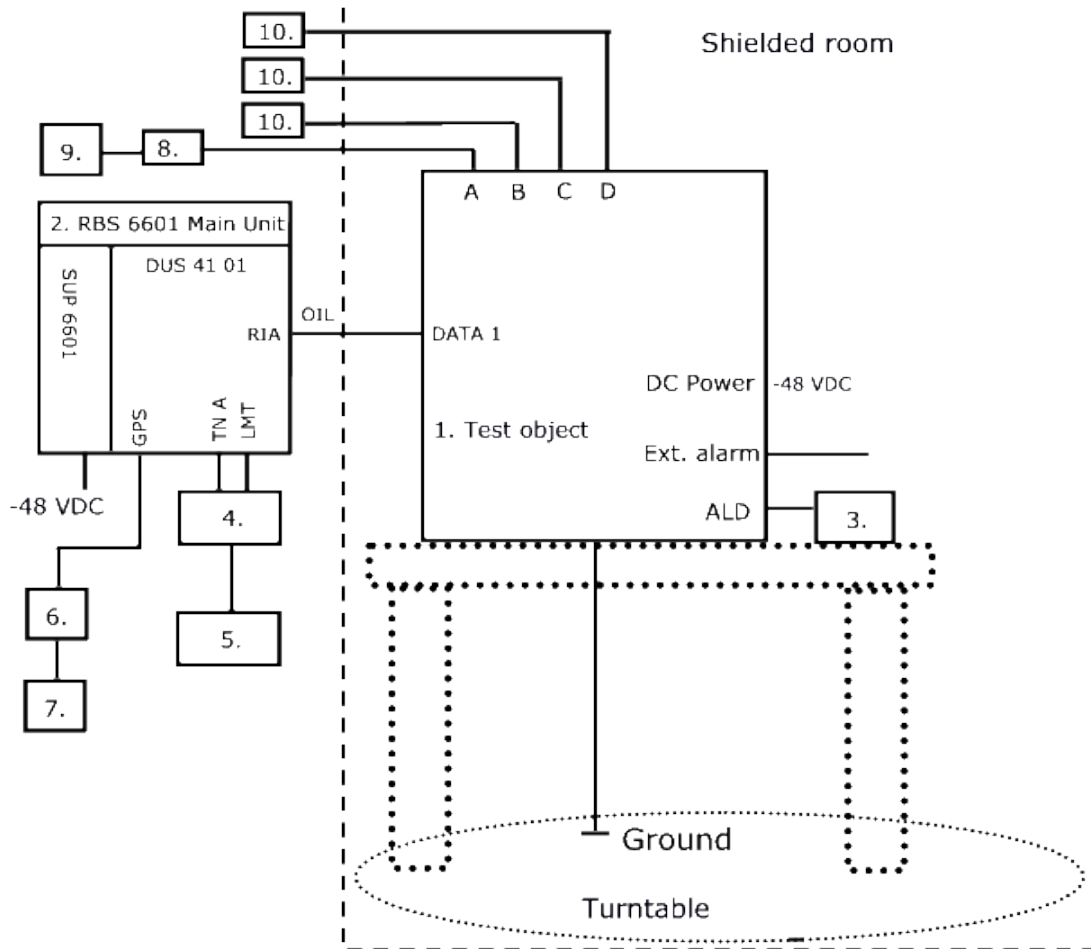 10.
Shielded room
10.
10.
9.
8.
A B C D
2. RBS 6601 Main Unit
SUP 6601
DUS 41 01
RIA
OIL
DATA 1
DC Power
-48 VDC
GPS
TN A
LMT
1. Test object
Ext. alarm
-48 VDC
4.
ALD
3.
6.
5.
7.
Ground
Turntable